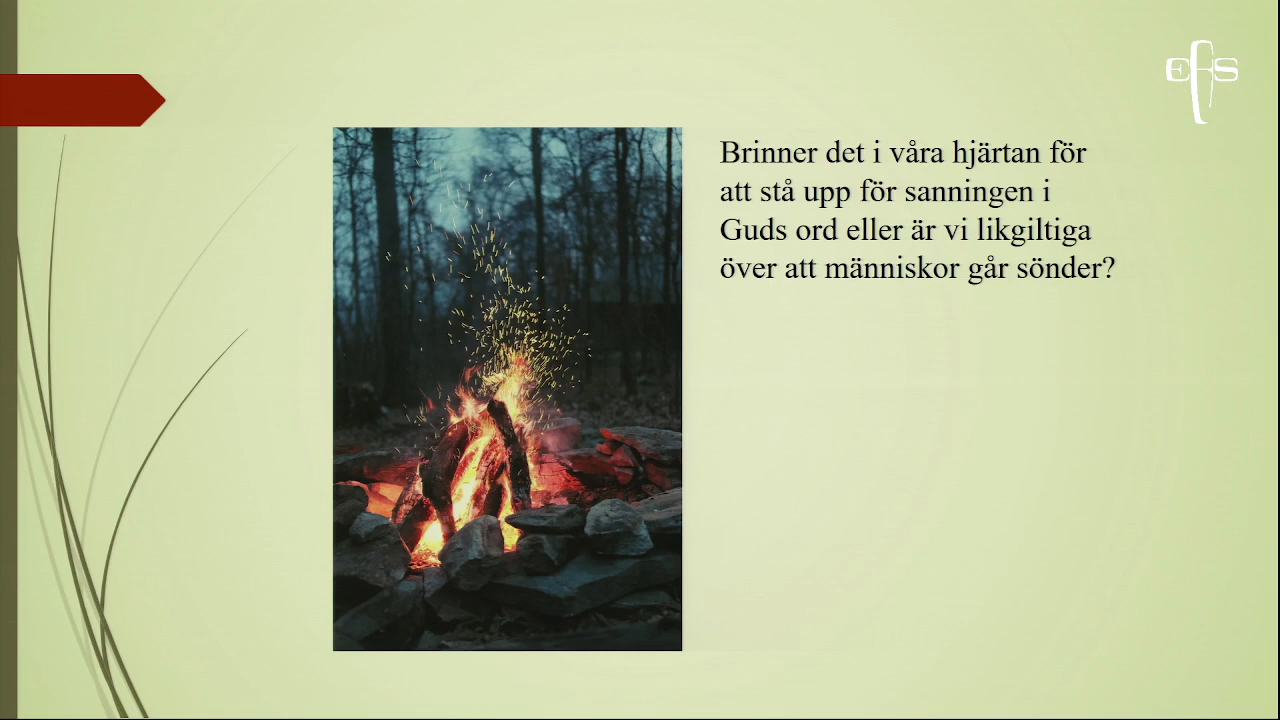 EFS
Brinner det i våra hjärtan för
att stå upp för sanningen i
Guds ord eller är vi likgiltiga
över att människor går sönder?